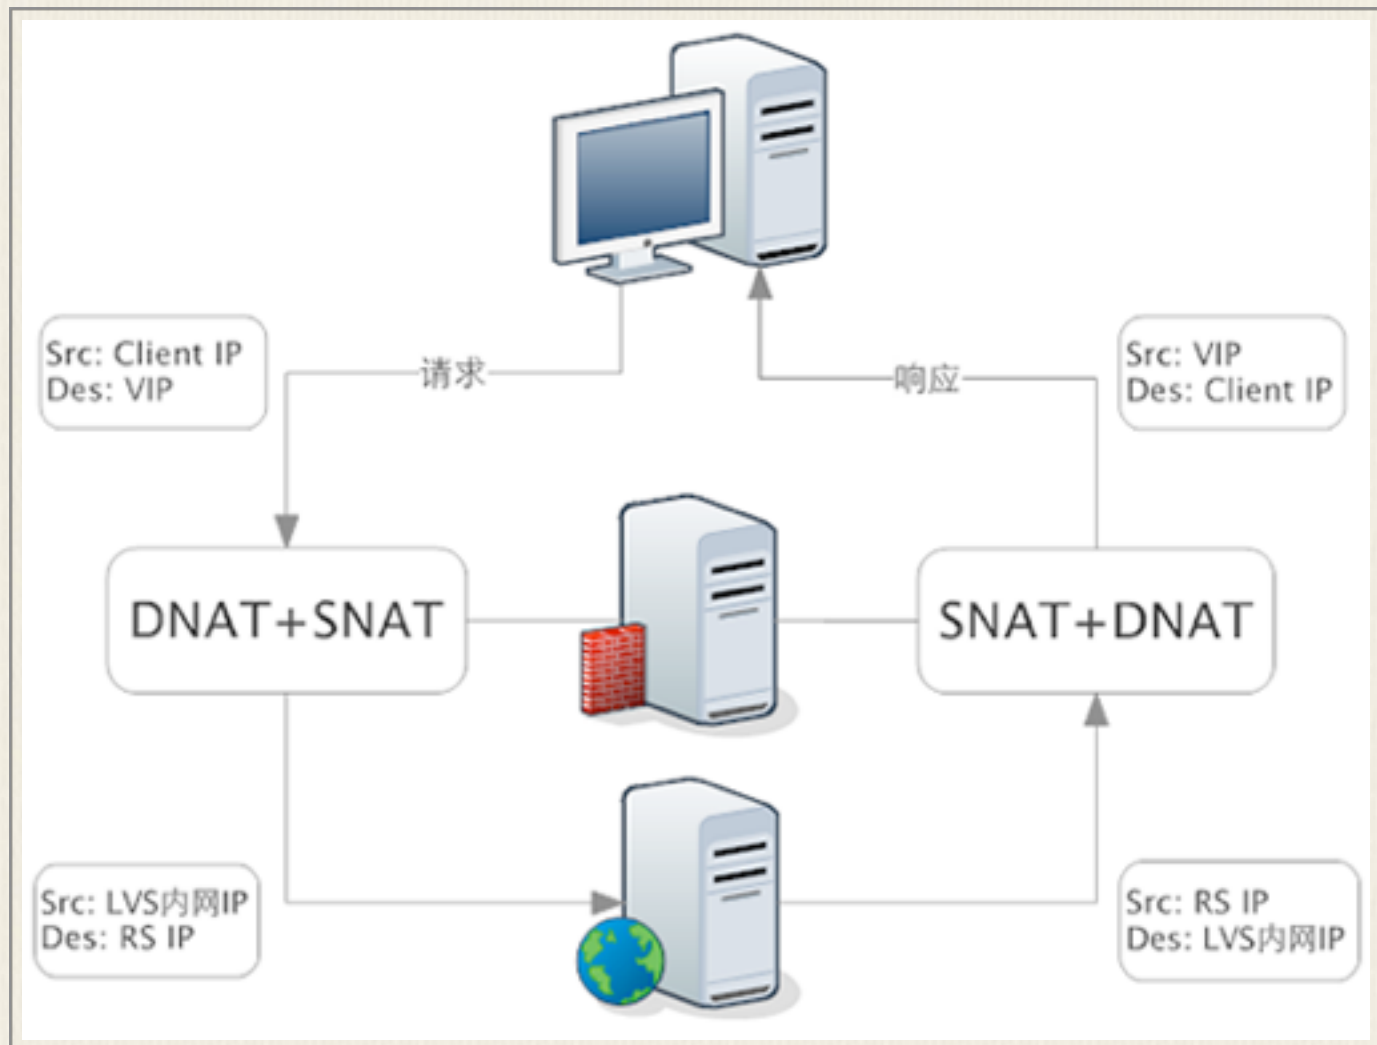 Src: Client IP
Des: VIP
请求
响应
Src: VIP
Des: Client IP
DNAT+SNAT
SNAT+DNAT
Src: LVS内网IP
Des: RS IP
Src: RS IP
Des: LVS内网IP